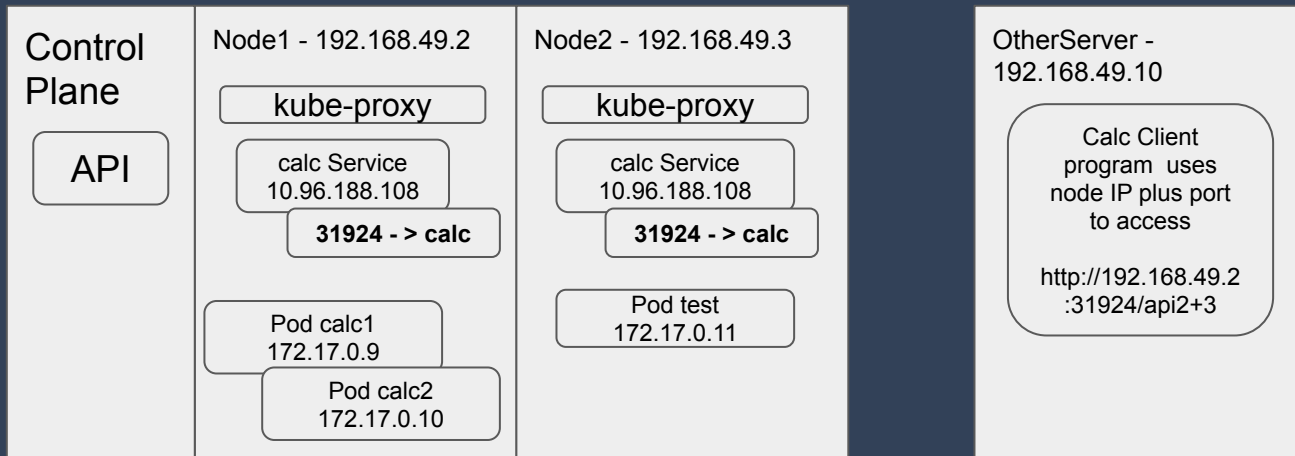 Control
Plane
API
Node1 - 192.168.49.2
kube-proxy
calc Service
10.96.188.108
31924 - > calc
Pod calc1
172.17.0.9
Pod calc2
172.17.0.10
Node2 - 192.168.49.3
kube-proxy
calc Service
10.96.188.108
31924 - > calc
Pod test
172.17.0.11
OtherServer -
192.168.49.10
Calc Client
program uses
node IP plus port
to access
http://192.168.49.2
:31924/api2+3